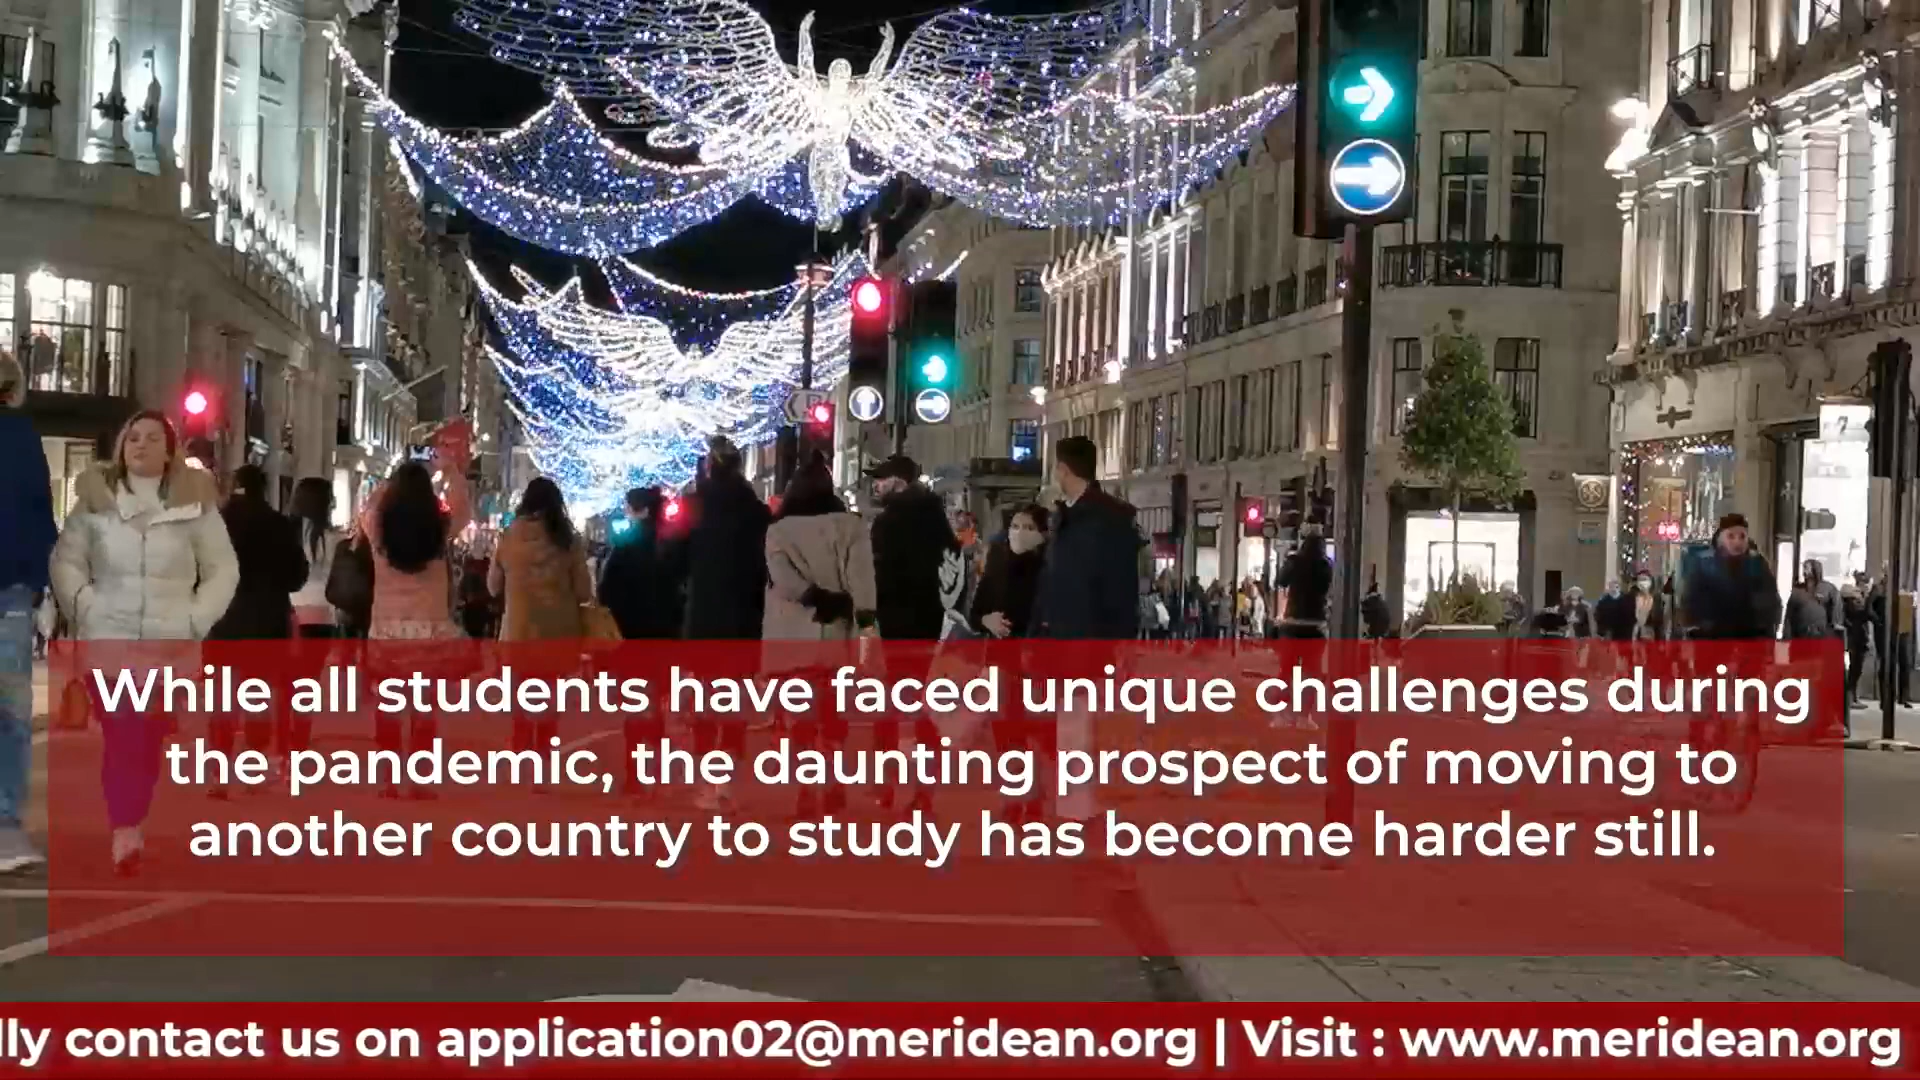 While all students have faced unique challenges during
the pandemic, the daunting prospect of moving to
another country to study has become harder still.
lly contact us on application02@meridean.org | Visit : www.meridean.org